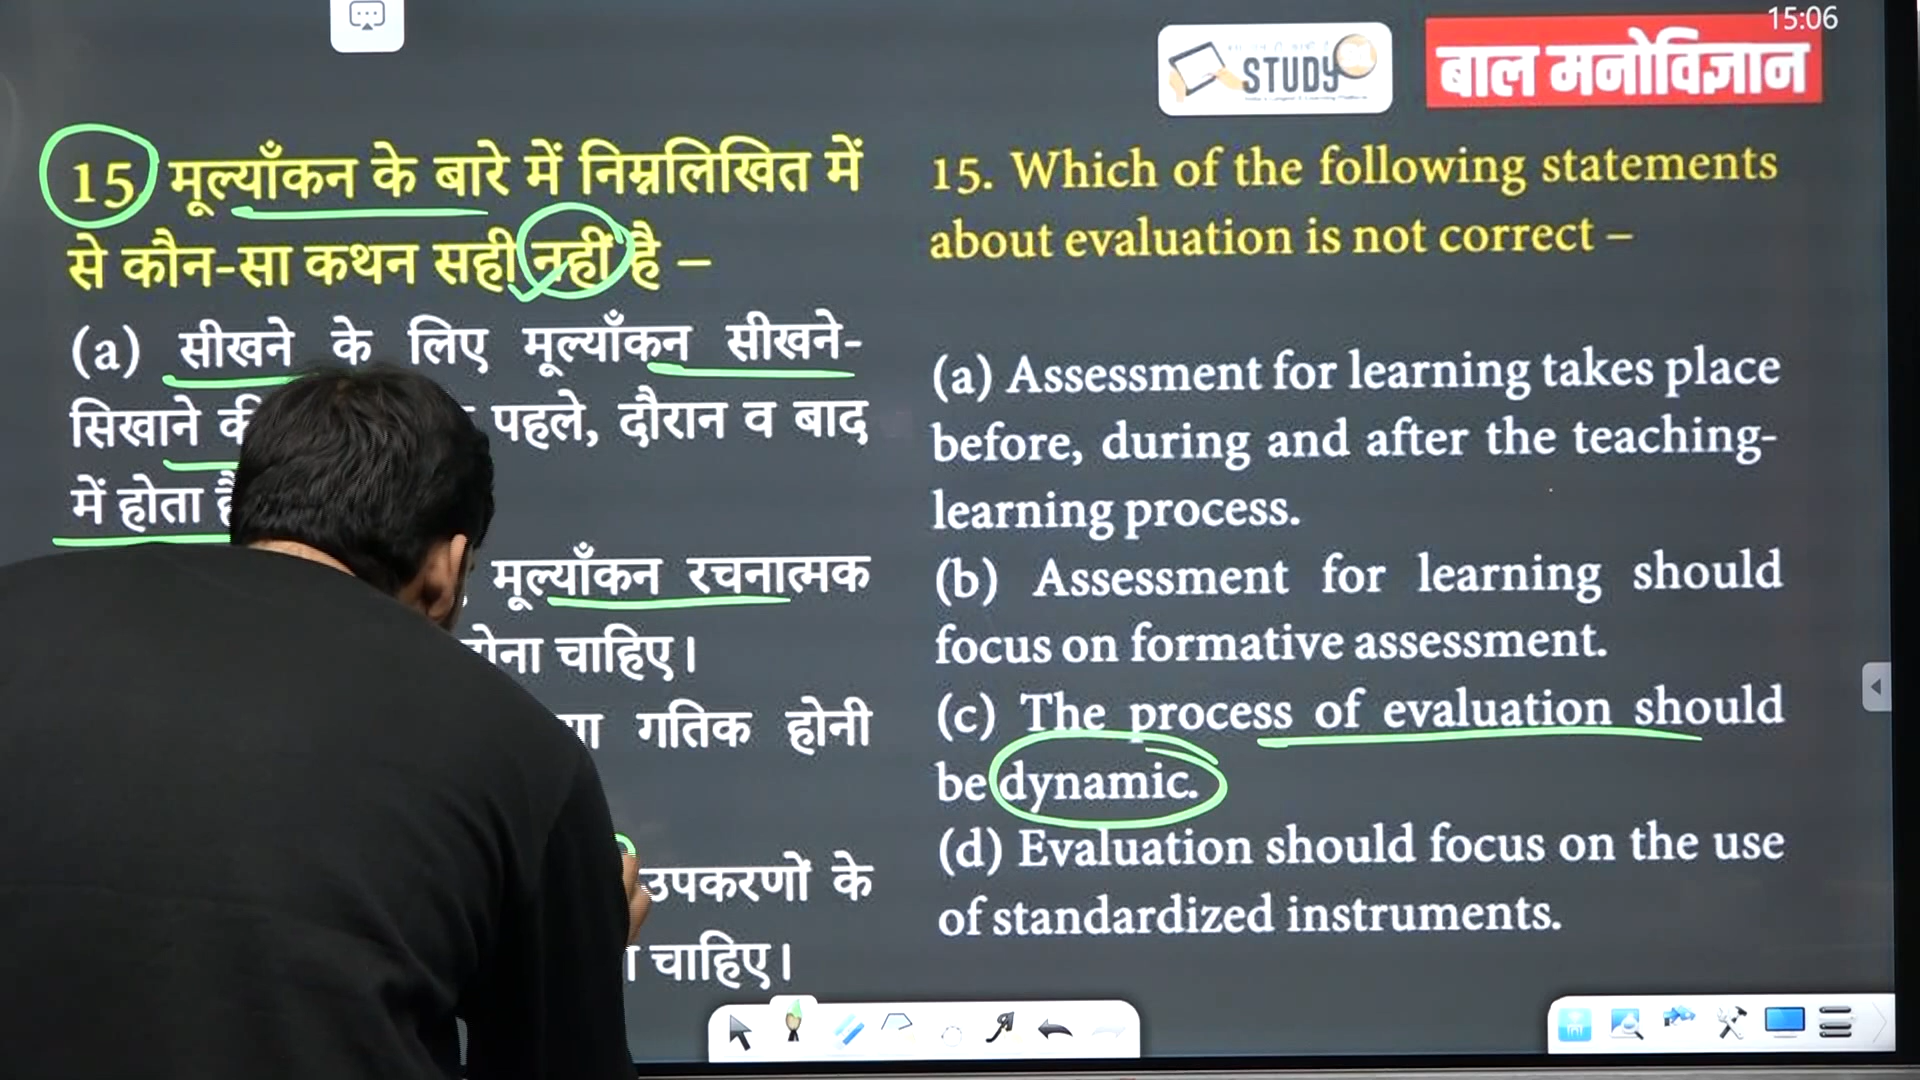 15:06
STUDY
बाल मनोविज्ञान
15 मूल्याँकन के बारे में निम्नलिखित में
से कौन-सा कथन सही नहीं है –
(a) सीखने के लिए मूल्याँकन सीखने-
सिखाने पहले, दौरान व बाद
में होता
मूल्याँकन रचनात्मक
चाहिए।
गतिक होनी
उपकरणों के
चाहिए।
15. Which of the following statements
about evaluation is not correct –
(a) Assessment for learning takes place
before, during and after the teaching-
learning process.
(b) Assessment for learning should
focus on formative assessment.
(c) The process of evaluation should
be dynamic.
(d) Evaluation should focus on the use
of standardized instruments.